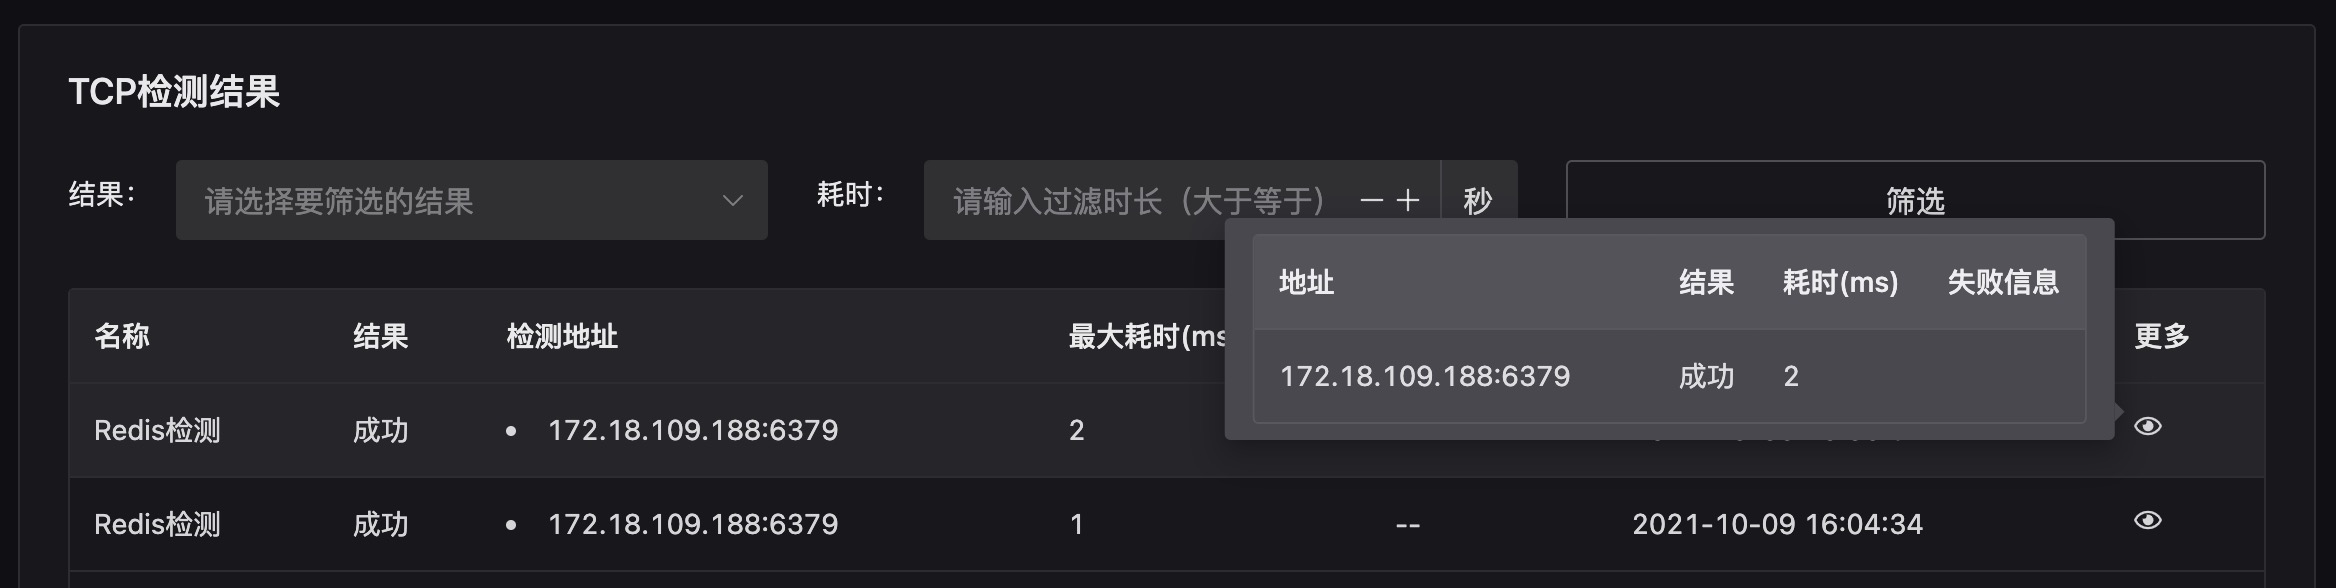 TCP检测结果
结果： 请选择要筛选的结果 耗时： 请输入过滤时长（大于等于） 秒 筛选
地址 结果 耗时(ms) 失败信息
172.18.109.188:6379 成功 2
名称 结果 检测地址 最大耗时(ms 更多
Redis检测 成功 • 172.18.109.188:6379 2
Redis检测 成功 • 172.18.109.188:6379 1 -- 2021-10-09 16:04:34